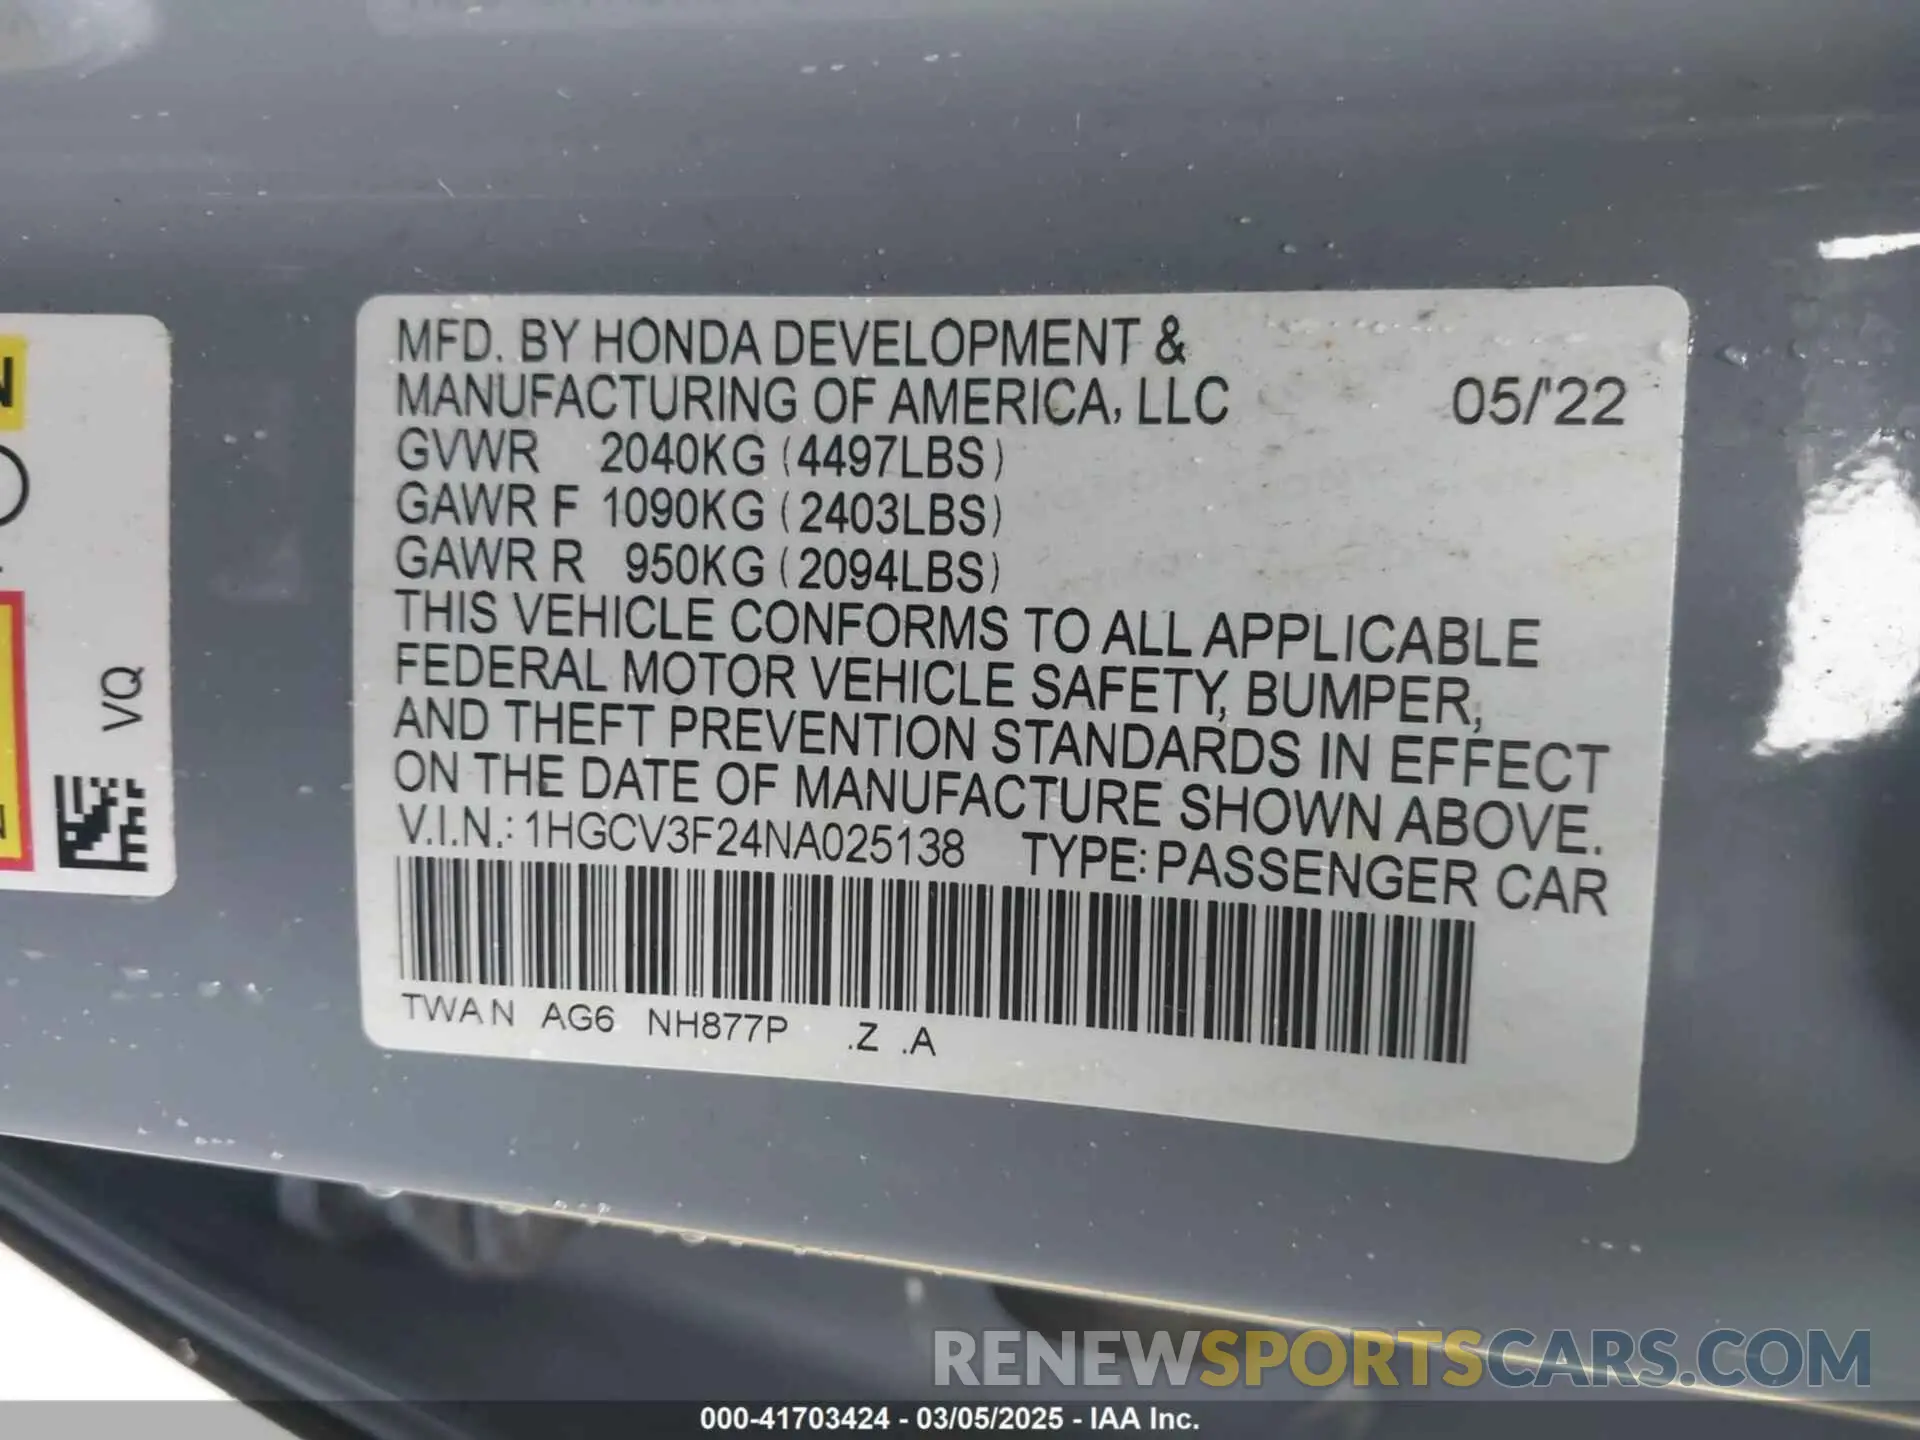 MFD. BY HONDA DEVELOPMENT &
MANUFACTURING OF AMERICA, LLC 05/'22
GVWR 2040KG (4497LBS)
GAWR F 1090KG (2403LBS)
GAWR R 950KG (2094LBS)
THIS VEHICLE CONFORMS TO ALL APPLICABLE
FEDERAL MOTOR VEHICLE SAFETY, BUMPER,
AND THEFT PREVENTION STANDARDS IN EFFECT
ON THE DATE OF MANUFACTURE SHOWN ABOVE.
V.I.N.: 1HGCV3F24NA025138 TYPE: PASSENGER CAR
TWAN AG6 NH877P .Z .A
VQ
N
N
RENEWSPORTSCARS.COM
000-41703424 - 03/05/2025 - IAA Inc.